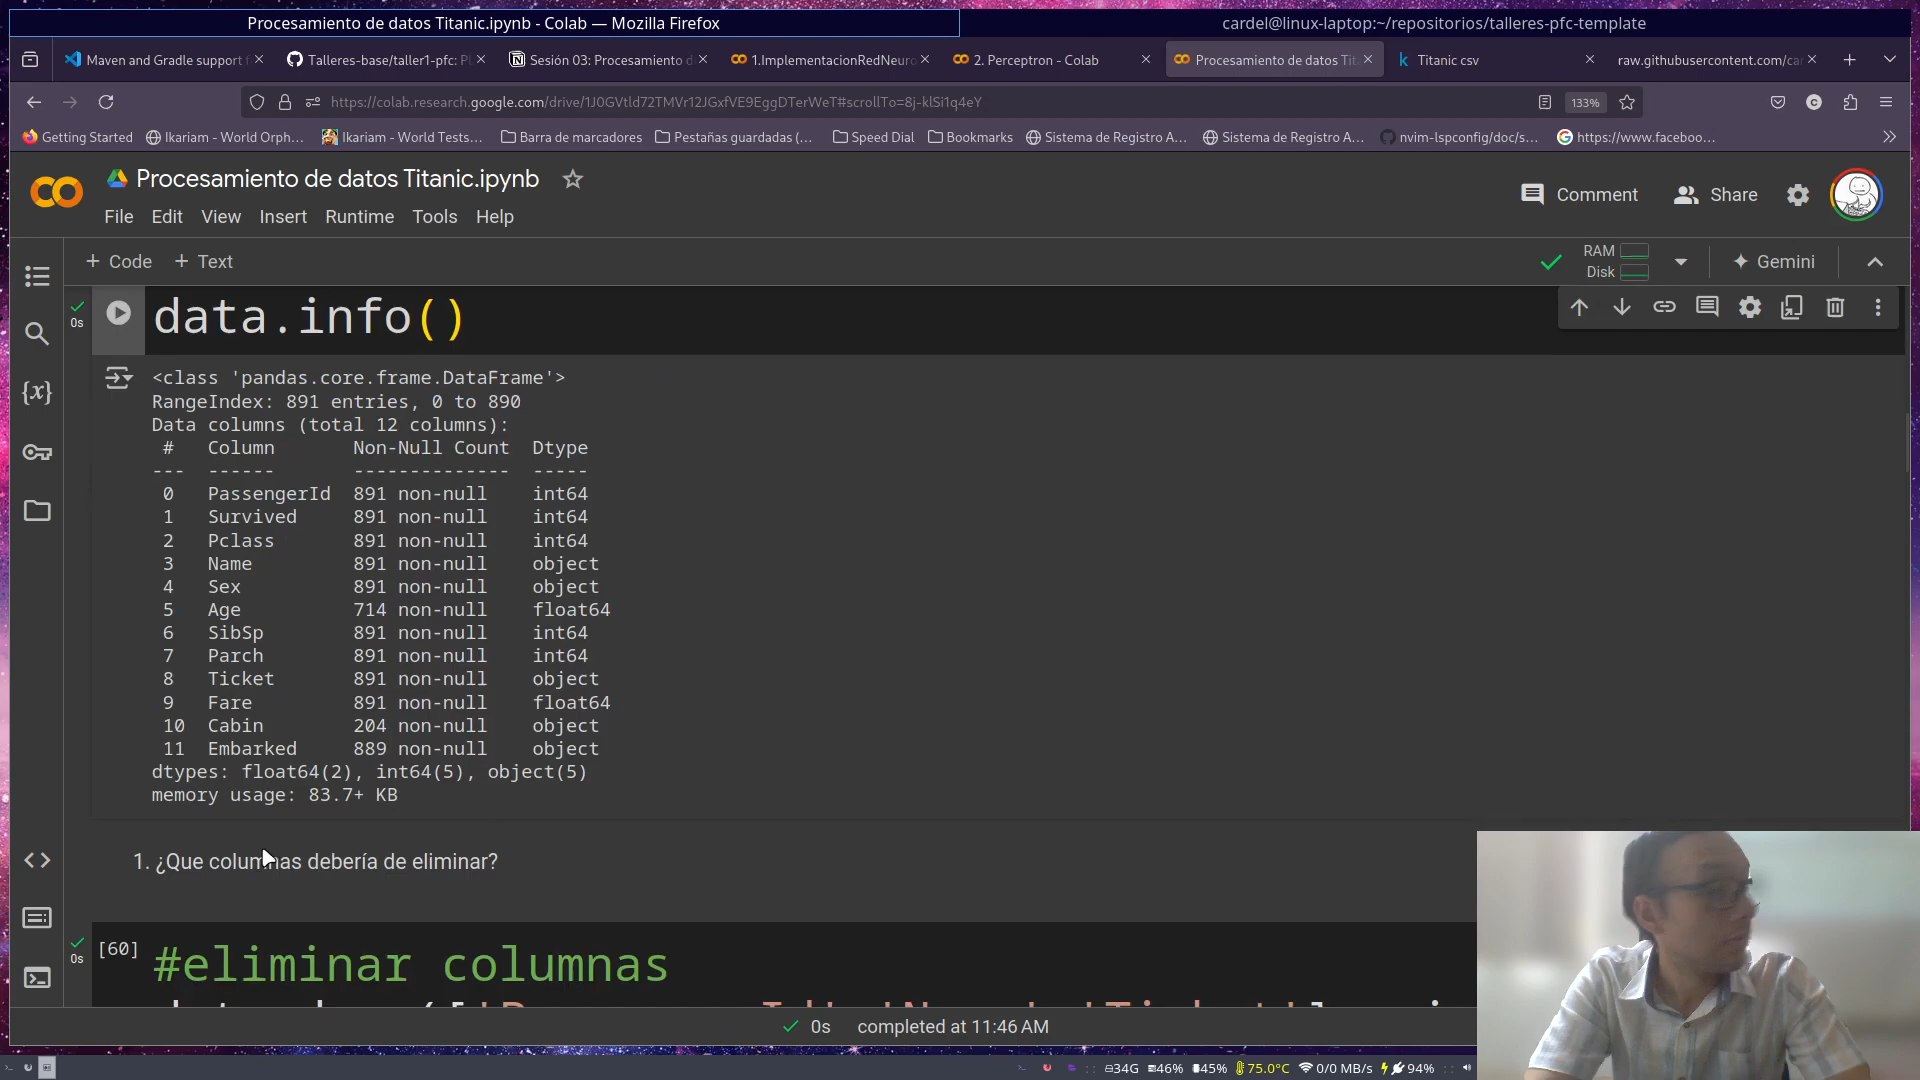 Procesamiento de datos Titanic.ipynb - Colab — Mozilla Firefox
cardel@linux-laptop:~/repositorios/talleres-pfc-template
Maven and Gradle support f
Talleres-base/taller1-pfc: Pl
Sesión 03: Procesamiento d
1.ImplementacionRedNeuro
2. Perceptron - Colab
Procesamiento de datos Tit
Titanic csv
raw.githubusercontent.com/car
https://colab.research.google.com/drive/1J0GVtld72TMVr12JGxfVE9EggDTerWeT#scrollTo=8j-klSi1q4eY
133%
Getting Started
Ikariam - World Orph...
Ikariam - World Tests...
Barra de marcadores
Pestañas guardadas (...
Speed Dial
Bookmarks
Sistema de Registro A...
Sistema de Registro A...
nvim-lspconfig/doc/s...
https://www.faceboo...
Procesamiento de datos Titanic.ipynb
Comment
Share
File Edit View Insert Runtime Tools Help
+ Code + Text
RAM
Disk
Gemini
0s
data.info()
<class 'pandas.core.frame.DataFrame'>
RangeIndex: 891 entries, 0 to 890
Data columns (total 12 columns):
# Column Non-Null Count Dtype
--- ------ -------------- -----
0 PassengerId 891 non-null int64
1 Survived 891 non-null int64
2 Pclass 891 non-null int64
3 Name 891 non-null object
4 Sex 891 non-null object
5 Age 714 non-null float64
6 SibSp 891 non-null int64
7 Parch 891 non-null int64
8 Ticket 891 non-null object
9 Fare 891 non-null float64
10 Cabin 204 non-null object
11 Embarked 889 non-null object
dtypes: float64(2), int64(5), object(5)
memory usage: 83.7+ KB
1. ¿Que columnas debería de eliminar?
[60]
0s
#eliminar columnas
0s completed at 11:46 AM
34G 46% 45% 75.0°C 0/0 MB/s 94%